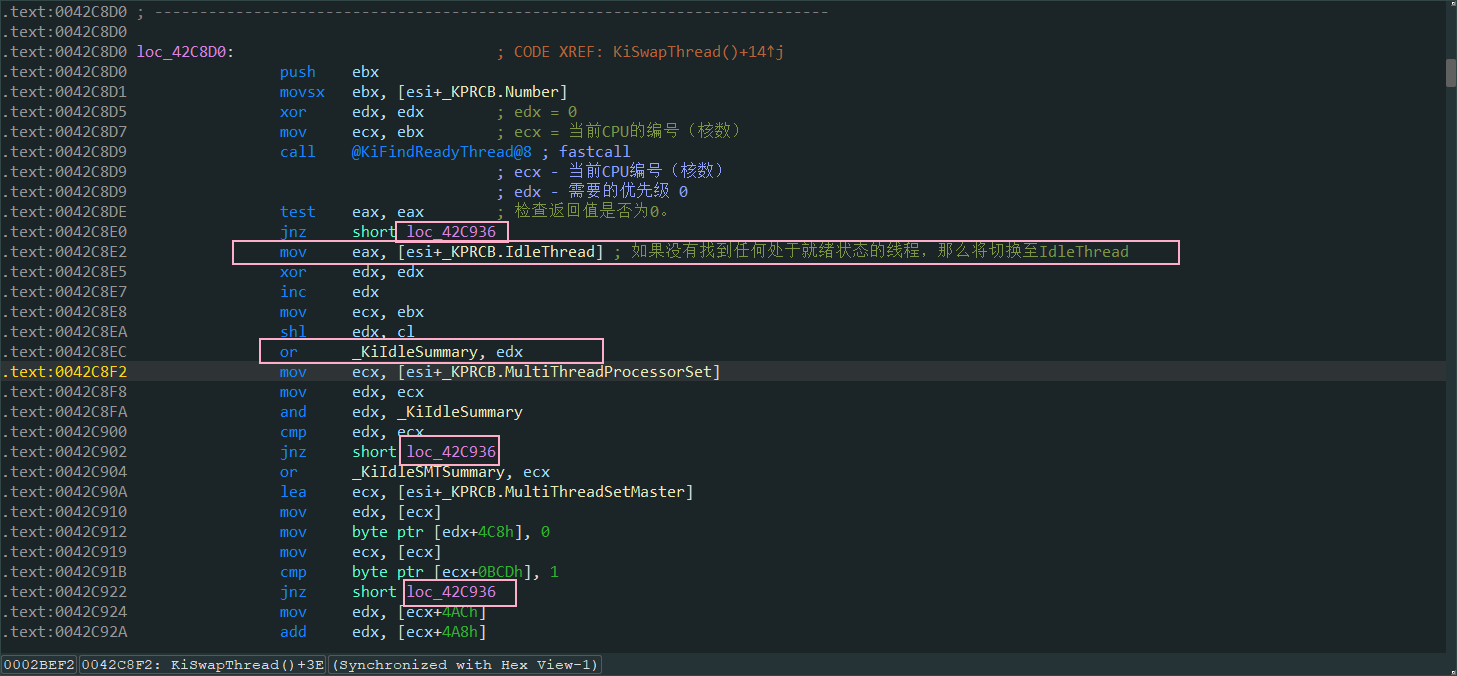 .text:0042C8D0 ; ---------------------------------------------------------------------------
.text:0042C8D0
.text:0042C8D0 loc_42C8D0: ; CODE XREF: KiSwapThread()+14↑j
.text:0042C8D0 push ebx
.text:0042C8D1 movsx ebx, [esi+_KPRCB.Number]
.text:0042C8D5 xor edx, edx ; edx = 0
.text:0042C8D7 mov ecx, ebx ; ecx = 当前CPU的编号（核数）
.text:0042C8D9 call @KiFindReadyThread@8 ; fastcall
.text:0042C8D9 ; ecx - 当前CPU编号（核数）
.text:0042C8D9 ; edx - 需要的优先级 0
.text:0042C8DE test eax, eax ; 检查返回值是否为0。
.text:0042C8E0 jnz short loc_42C936
.text:0042C8E2 mov eax, [esi+_KPRCB.IdleThread] ; 如果没有找到任何处于就绪状态的线程，那么将切换至IdleThread
.text:0042C8E5 xor edx, edx
.text:0042C8E7 inc edx
.text:0042C8E8 mov ecx, ebx
.text:0042C8EA shl edx, cl
.text:0042C8EC or _KiIdleSummary, edx
.text:0042C8F2 mov ecx, [esi+_KPRCB.MultiThreadProcessorSet]
.text:0042C8F8 mov edx, ecx
.text:0042C8FA and edx, _KiIdleSummary
.text:0042C900 cmp edx, ecx
.text:0042C902 jnz short loc_42C936
.text:0042C904 or _KiIdleSMTSummary, ecx
.text:0042C90A lea ecx, [esi+_KPRCB.MultiThreadSetMaster]
.text:0042C910 mov edx, [ecx]
.text:0042C912 mov byte ptr [edx+4C8h], 0
.text:0042C919 mov ecx, [ecx]
.text:0042C91B cmp byte ptr [ecx+0BCDh], 1
.text:0042C922 jnz short loc_42C936
.text:0042C924 mov edx, [ecx+4ACh]
.text:0042C92A add edx, [ecx+4A8h]
0002BEF2 0042C8F2: KiSwapThread()+3E (Synchronized with Hex View-1)